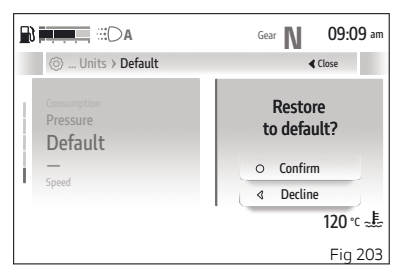 A
Gear N 09:09 am
... Units › Default
Close
Consumption
Pressure
Default
—
Speed
Restore
to default?
Confirm
Decline
120 °C
Fig 203